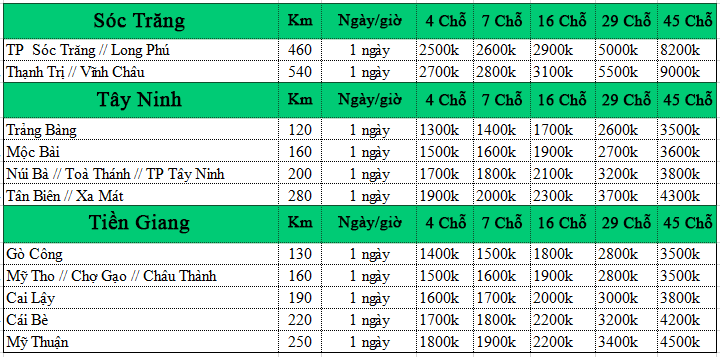 Sóc Trăng Km Ngày/giờ 4 Chỗ 7 Chỗ 16 Chỗ 29 Chỗ 45 Chỗ
TP Sóc Trăng // Long Phú 460 1 ngày 2500k 2600k 2900k 5000k 8200k
Thạnh Trị // Vĩnh Châu 540 1 ngày 2700k 2800k 3100k 5500k 9000k
Tây Ninh Km Ngày/giờ 4 Chỗ 7 Chỗ 16 Chỗ 29 Chỗ 45 Chỗ
Trảng Bàng 120 1 ngày 1300k 1400k 1700k 2600k 3500k
Mộc Bài 160 1 ngày 1500k 1600k 1900k 2700k 3600k
Núi Bà // Toà Thánh // TP Tây Ninh 200 1 ngày 1700k 1800k 2100k 3200k 3800k
Tân Biên // Xa Mát 280 1 ngày 1900k 2000k 2300k 3700k 4300k
Tiền Giang Km Ngày/giờ 4 Chỗ 7 Chỗ 16 Chỗ 29 Chỗ 45 Chỗ
Gò Công 130 1 ngày 1400k 1500k 1800k 2800k 3500k
Mỹ Tho // Chợ Gạo // Châu Thành 160 1 ngày 1500k 1600k 1900k 2800k 3500k
Cai Lậy 190 1 ngày 1600k 1700k 2000k 3000k 3800k
Cái Bè 220 1 ngày 1700k 1800k 2200k 3200k 4200k
Mỹ Thuận 250 1 ngày 1800k 1900k 2200k 3400k 4500k